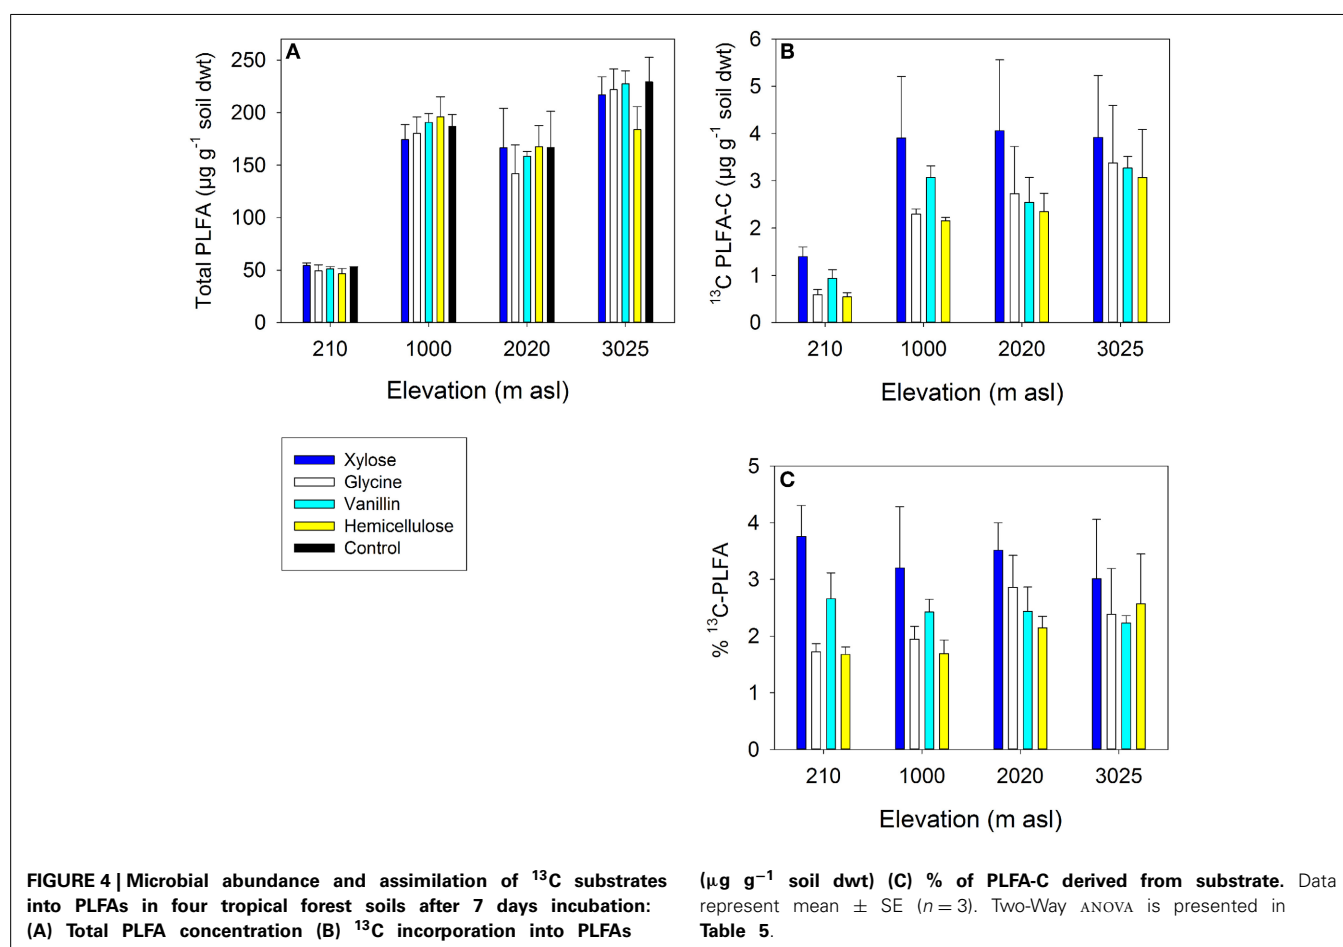 A
Total PLFA (µg g⁻¹ soil dwt)
250
200
150
100
50
0
210 1000 2020 3025
Elevation (m asl)
B
¹³C PLFA-C (µg g⁻¹ soil dwt)
6
5
4
3
2
1
0
210 1000 2020 3025
Elevation (m asl)
Xylose
Glycine
Vanillin
Hemicellulose
Control
C
% ¹³C-PLFA
5
4
3
2
1
0
210 1000 2020 3025
Elevation (m asl)
FIGURE 4 | Microbial abundance and assimilation of ¹³C substrates
into PLFAs in four tropical forest soils after 7 days incubation:
(A) Total PLFA concentration (B) ¹³C incorporation into PLFAs
(µg g⁻¹ soil dwt) (C) % of PLFA-C derived from substrate. Data
represent mean ± SE (n = 3). Two-Way ANOVA is presented in
Table 5.